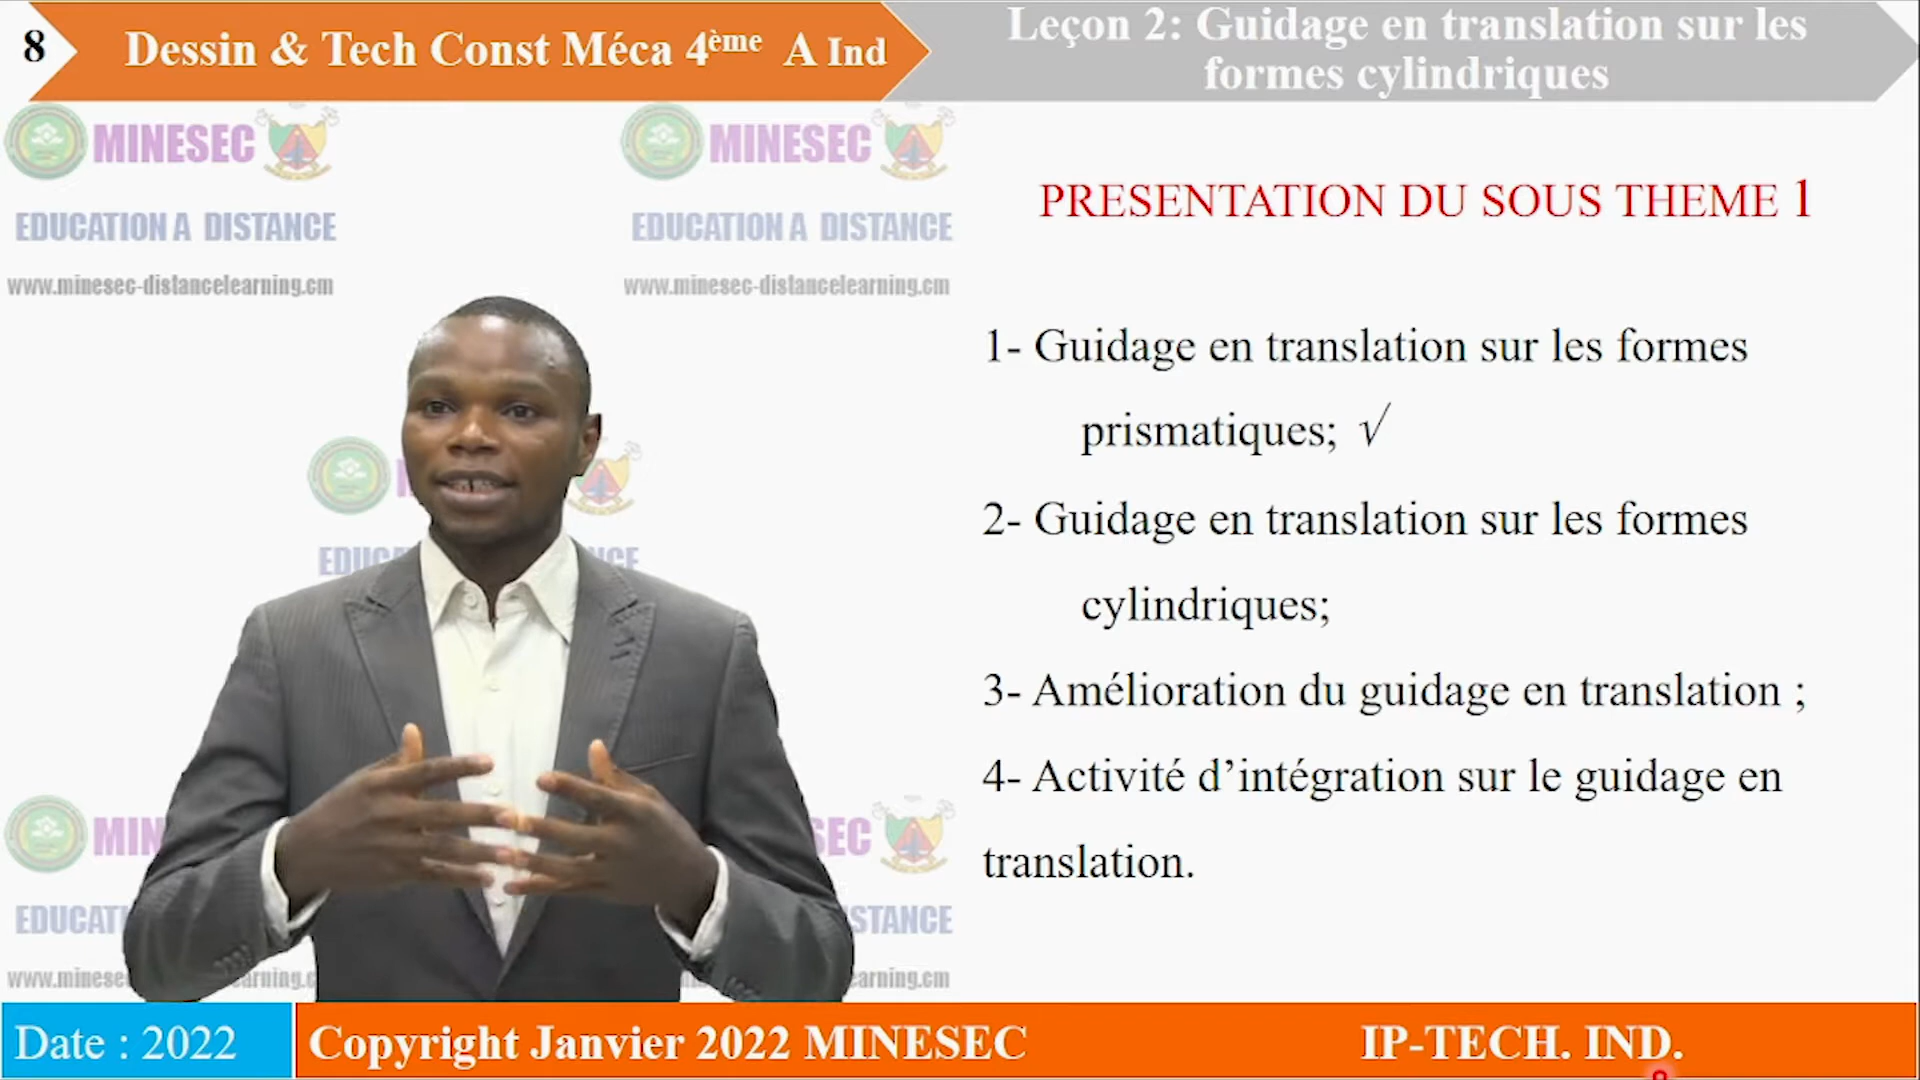 8
Dessin & Tech Const Méca 4ème A Ind
Leçon 2: Guidage en translation sur les
formes cylindriques
MINESEC
EDUCATION A DISTANCE
www.minesec-distancelearning.cm
MINESEC
EDUCATION A DISTANCE
www.minesec-distancelearning.cm
PRESENTATION DU SOUS THEME 1
1- Guidage en translation sur les formes
prismatiques; √
2- Guidage en translation sur les formes
cylindriques;
3- Amélioration du guidage en translation ;
4- Activité d’intégration sur le guidage en
translation.
Date : 2022
Copyright Janvier 2022 MINESEC
IP-TECH. IND.